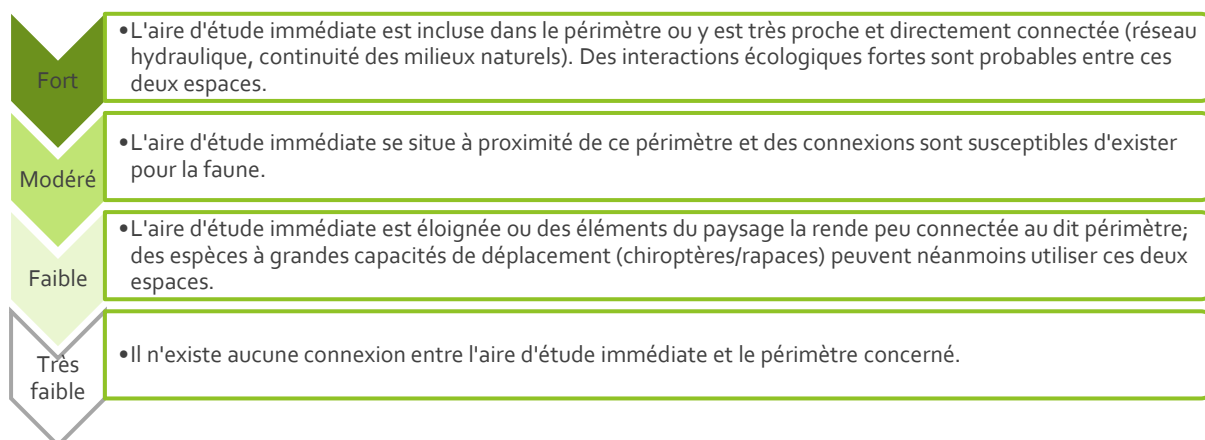 Fort
•L'aire d'étude immédiate est incluse dans le périmètre ou y est très proche et directement connectée (réseau
hydraulique, continuité des milieux naturels). Des interactions écologiques fortes sont probables entre ces
deux espaces.
Modéré
•L'aire d'étude immédiate se situe à proximité de ce périmètre et des connexions sont susceptibles d'exister
pour la faune.
Faible
•L'aire d'étude immédiate est éloignée ou des éléments du paysage la rende peu connectée au dit périmètre;
des espèces à grandes capacités de déplacement (chiroptères/rapaces) peuvent néanmoins utiliser ces deux
espaces.
Très
faible
•Il n'existe aucune connexion entre l'aire d'étude immédiate et le périmètre concerné.